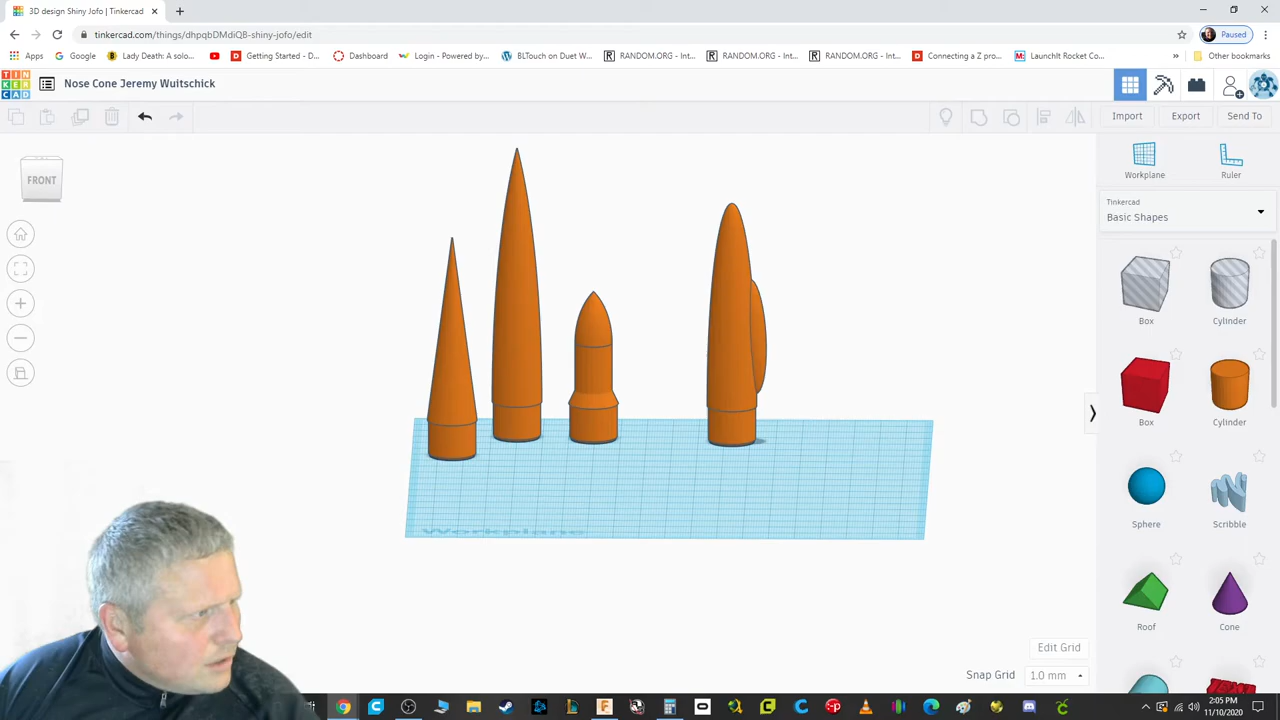 3D design Shiny Jofo | Tinkercad
tinkercad.com/things/dhpqbDMdiQB-shiny-jofo/edit
Paused
Apps
Google
Lady Death: A solo...
Getting Started - D...
Dashboard
Login - Powered by...
BLTouch on Duet W...
RANDOM.ORG - Int...
RANDOM.ORG - Int...
RANDOM.ORG - Int...
Connecting a Z pro...
LaunchIt Rocket Co...
Other bookmarks
TIN
KER
CAD
Nose Cone Jeremy Wuitschick
Import
Export
Send To
FRONT
Workplane
Ruler
Tinkercad
Basic Shapes
Box
Cylinder
Box
Cylinder
Sphere
Scribble
Roof
Cone
Workplane
Edit Grid
Snap Grid
1.0 mm
2:05 PM
11/10/2020